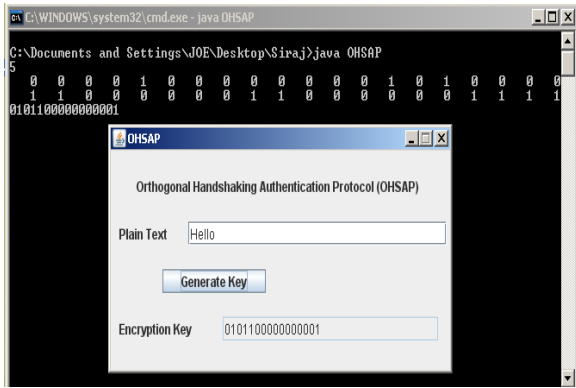 C:\WINDOWS\system32\cmd.exe - java OHSAP
C:\Documents and Settings\JOE\Desktop\Siraj>java OHSAP
5
0 0 0 0 1 0 0 0 0 0 0 0 0 1 0 1 0 0 0 0
1 1 0 0 0 0 0 0 1 1 0 0 0 0 0 0 1 1 1 1
0101100000000001
OHSAP
Orthogonal Handshaking Authentication Protocol (OHSAP)
Plain Text Hello
Generate Key
Encryption Key 0101100000000001